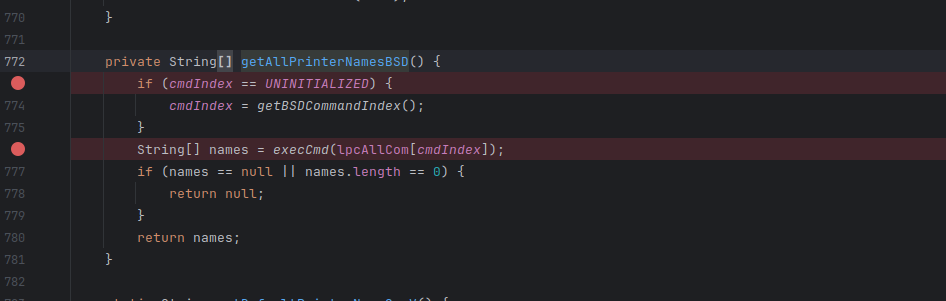 770 }
771
772 private String[] getAllPrinterNamesBSD() {
if (cmdIndex == UNINITIALIZED) {
774 cmdIndex = getBSDCommandIndex();
775 }
String[] names = execCmd(lpcAllCom[cmdIndex]);
777 if (names == null || names.length == 0) {
778 return null;
779 }
780 return names;
781 }
782